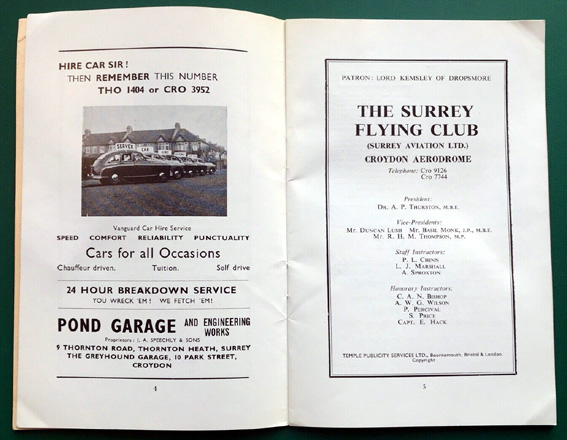 HIRE CAR SIR!
THEN REMEMBER THIS NUMBER
THO 1404 or CRO 3952
SERVEX CAR HIRE
Vanguard Car Hire Service
SPEED COMFORT RELIABILITY PUNCTUALITY
Cars for all Occasions
Chauffeur driven. Tuition. Self drive
24 HOUR BREAKDOWN SERVICE
YOU WRECK 'EM! WE FETCH 'EM!
POND GARAGE AND ENGINEERING WORKS
Proprietors: J. A. SPEECHLY & SONS
9 THORNTON ROAD, THORNTON HEATH, SURREY
THE GREYHOUND GARAGE, 10 PARK STREET,
CROYDON
4
PATRON: LORD KEMSLEY OF DROPSMORE
THE SURREY
FLYING CLUB
(SURREY AVIATION LTD.)
CROYDON AERODROME
Telephone: Cro 9126
Cro 7744
President:
DR. A. P. THURSTON, M.B.E.
Vice-Presidents:
MR. DUNCAN LUSH MR. BASIL MONK, J.P., M.B.E.
MR. R. H. M. THOMPSON, M.P.
Staff Instructors:
P. L. CHINN
L. J. MARSHALL
A. SPROXTON
Honorary Instructors:
C. A. N. BISHOP
A. W. G. WILSON
P. PERCIVAL
S. PRICE
CAPT. E. HACK
TEMPLE PUBLICITY SERVICES LTD., Bournemouth, Bristol & London.
Copyright
5